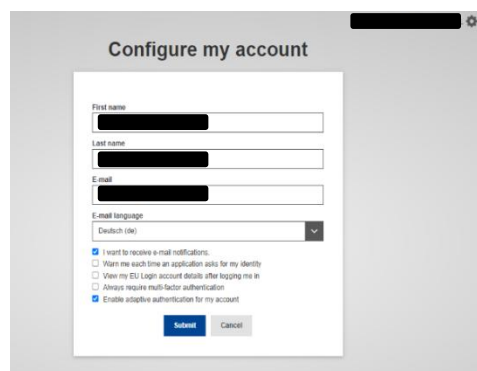 Configure my account
First name
Last name
E-mail
E-mail language
Deutsch (de)
I want to receive e-mail notifications.
Warn me each time an application asks for my identity
View my EU Login account details after logging me in
Always require multi-factor authentication
Enable adaptive authentication for my account
Submit Cancel